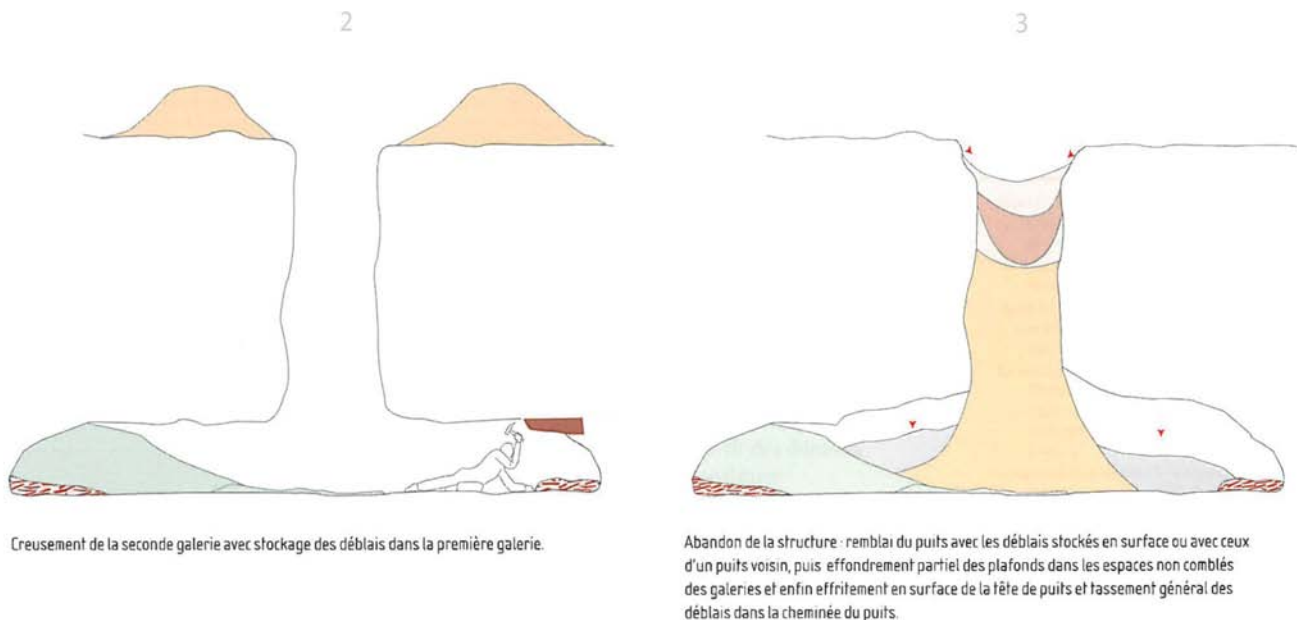 2
3
Creusement de la seconde galerie avec stockage des déblais dans la première galerie.
Abandon de la structure : remblai du puits avec les déblais stockés en surface ou avec ceux
d'un puits voisin, puis effondrement partiel des plafonds dans les espaces non comblés
des galeries et enfin effritement en surface de la tête de puits et tassement général des
déblais dans la cheminée du puits.